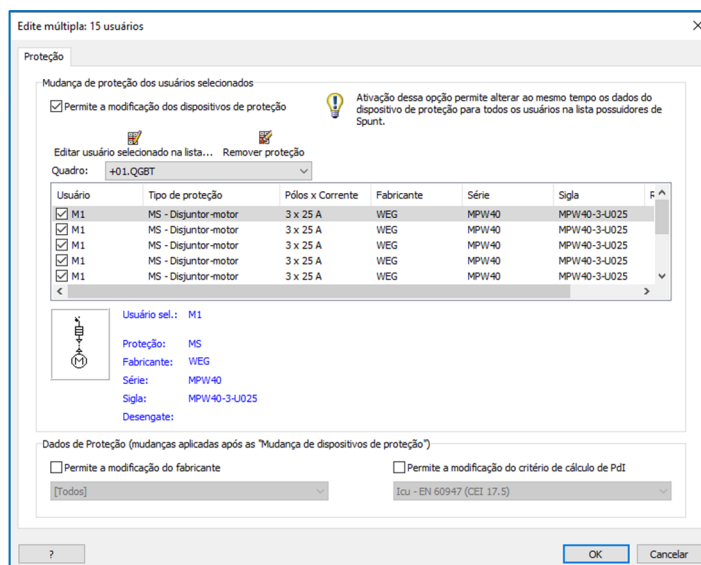 Edite múltipla: 15 usuários
Proteção
Mudança de proteção dos usuários selecionados
Permite a modificação dos dispositivos de proteção
Ativação dessa opção permite alterar ao mesmo tempo os dados do
dispositivo de proteção para todos os usuários na lista possuidores de
Spunt.
Editar usuário selecionado na lista... Remover proteção
Quadro: +01.QGBT
Usuário Tipo de proteção Pólos x Corrente Fabricante Série Sigla
M1 MS - Disjuntor-motor 3 x 25 A WEG MPW40 MPW40-3-U025
M1 MS - Disjuntor-motor 3 x 25 A WEG MPW40 MPW40-3-U025
M1 MS - Disjuntor-motor 3 x 25 A WEG MPW40 MPW40-3-U025
M1 MS - Disjuntor-motor 3 x 25 A WEG MPW40 MPW40-3-U025
M1 MS - Disjuntor-motor 3 x 25 A WEG MPW40 MPW40-3-U025
M
Usuário sel.: M1
Proteção: MS
Fabricante: WEG
Série: MPW40
Sigla: MPW40-3-U025
Desengate:
Dados de Proteção (mudanças aplicadas após as "Mudança de dispositivos de proteção")
Permite a modificação do fabricante Permite a modificação do critério de cálculo de PdI
[Todos] Icu - EN 60947 (CEI 17.5)
? OK Cancelar